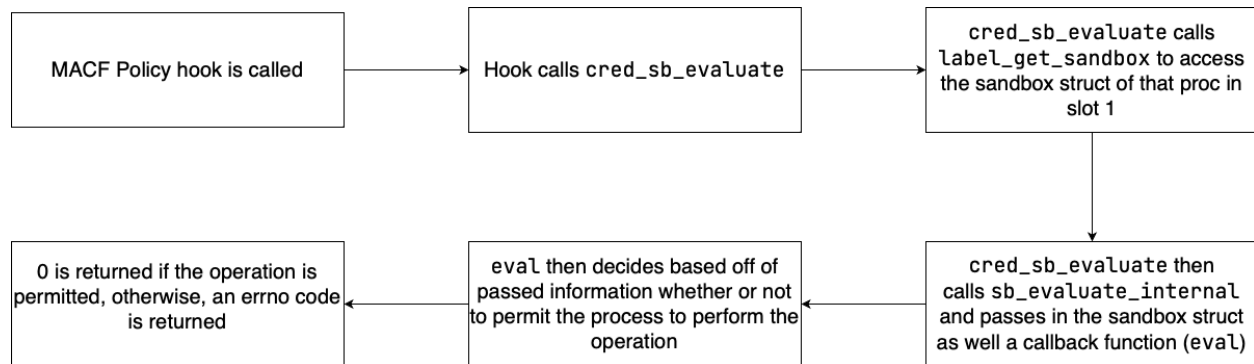 MACF Policy hook is called
Hook calls cred_sb_evaluate
cred_sb_evaluate calls
label_get_sandbox to access
the sandbox struct of that proc in
slot 1
cred_sb_evaluate then
calls sb_evaluate_internal
and passes in the sandbox struct
as well a callback function (eval)
eval then decides based off of
passed information whether or not
to permit the process to perform the
operation
0 is returned if the operation is
permitted, otherwise, an errno code
is returned